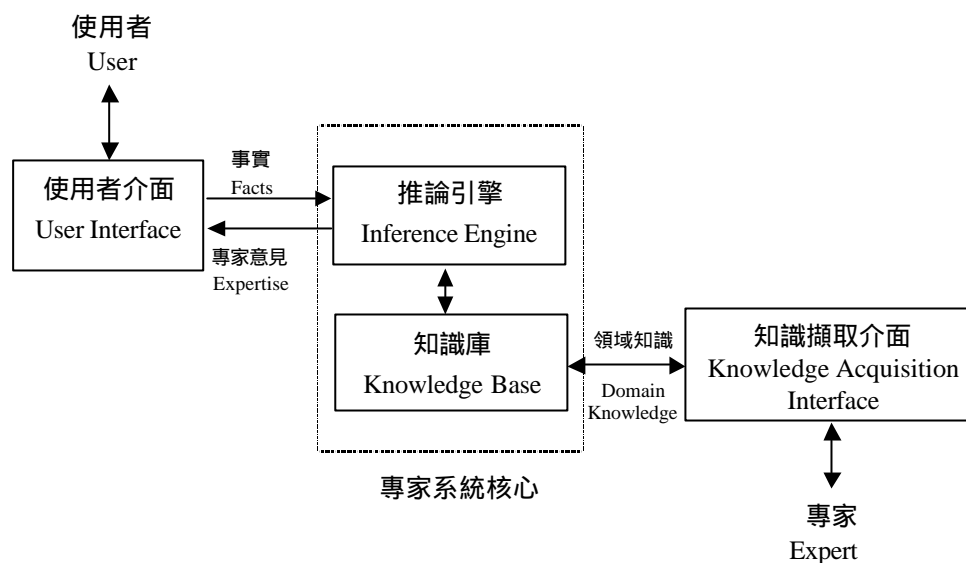 使用者
User
使用者介面
User Interface
事實
Facts
專家意見
Expertise
推論引擎
Inference Engine
知識庫
Knowledge Base
專家系統核心
領域知識
Domain
Knowledge
知識擷取介面
Knowledge Acquisition
Interface
專家
Expert